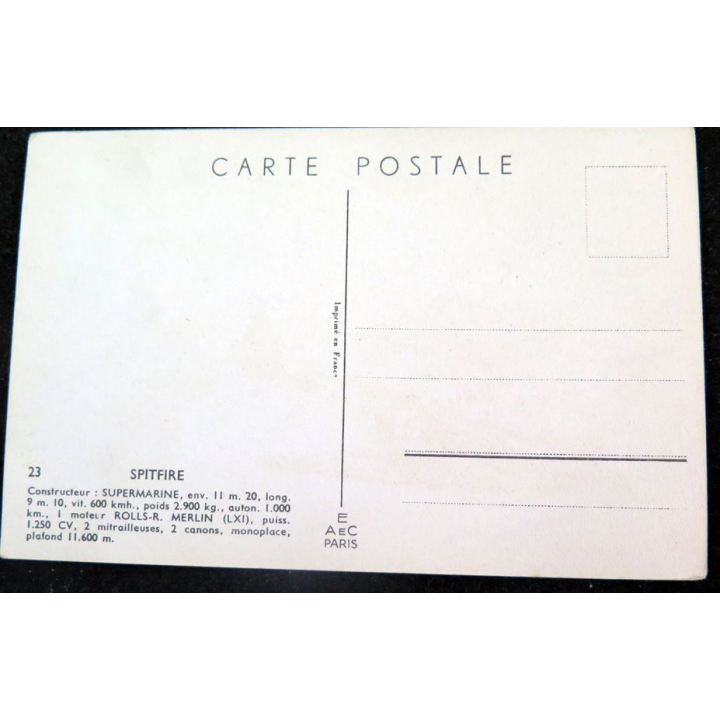 CARTE POSTALE
Imprimé en France
23 SPITFIRE
Constructeur : SUPERMARINE, env. 11 m. 20, long.
9 m. 10, vit. 600 kmh., poids 2.900 kg., auton. 1.000
km., 1 moteur ROLLS-R. MERLIN (LXI), puiss.
1.250 CV, 2 mitrailleuses, 2 canons, monoplace,
plafond 11.600 m.
E
AEC
PARIS